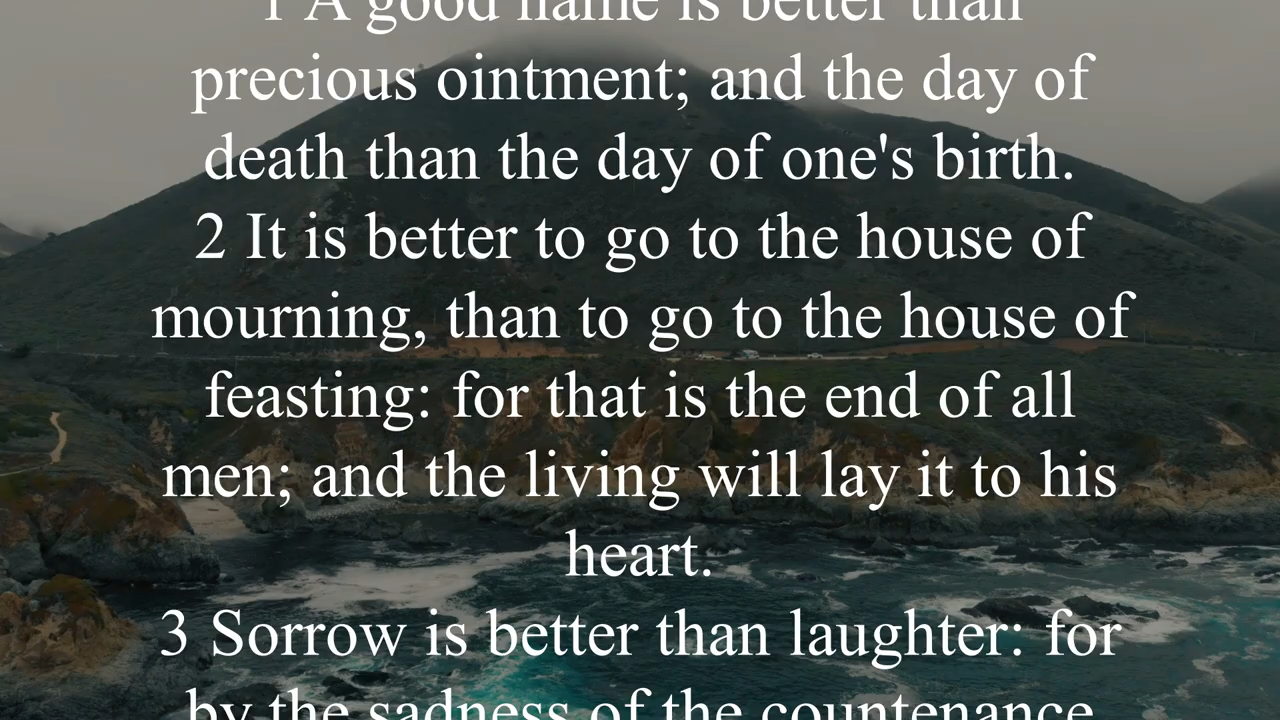 1 A good name is better than
precious ointment; and the day of
death than the day of one's birth.
2 It is better to go to the house of
mourning, than to go to the house of
feasting: for that is the end of all
men; and the living will lay it to his
heart.
3 Sorrow is better than laughter: for
by the sadness of the countenance